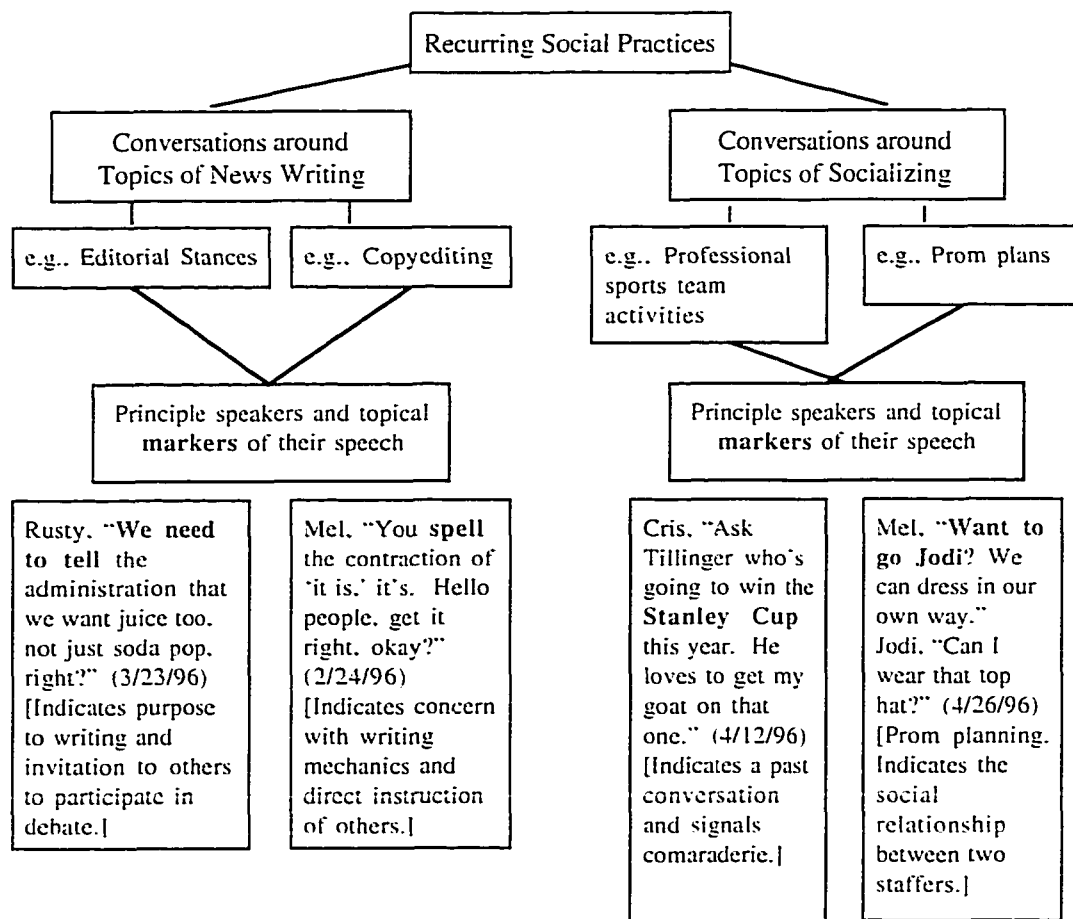 Recurring Social Practices
Conversations around
Topics of News Writing
Conversations around
Topics of Socializing
e.g., Editorial Stances
e.g., Copyediting
e.g., Professional
sports team
activities
e.g., Prom plans
Principle speakers and topical
markers of their speech
Principle speakers and topical
markers of their speech
Rusty, "We need
to tell the
administration that
we want juice too,
not just soda pop,
right?" (3/23/96)
[Indicates purpose
to writing and
invitation to others
to participate in
debate.]
Mel, "You spell
the contraction of
'it is,' it's. Hello
people, get it
right, okay?"
(2/24/96)
[Indicates concern
with writing
mechanics and
direct instruction
of others.]
Cris, "Ask
Tillinger who's
going to win the
Stanley Cup
this year. He
loves to get my
goat on that
one." (4/12/96)
[Indicates a past
conversation
and signals
comaraderie.]
Mel, "Want to
go Jodi? We
can dress in our
own way."
Jodi, "Can I
wear that top
hat?" (4/26/96)
[Prom planning.
Indicates the
social
relationship
between two
staffers.]